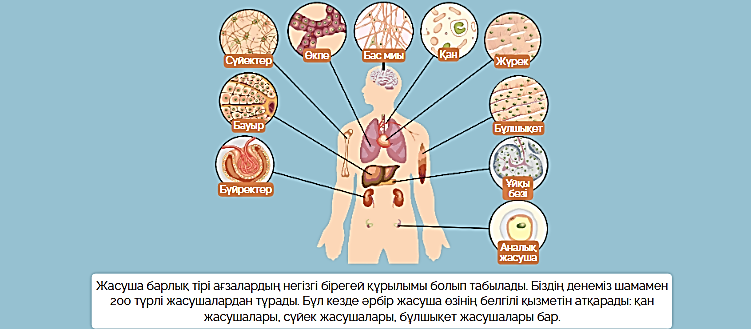 Сүйектер
Өкпе
Бас миы
Қан
Жүрек
Бауыр
Бұлшықет
Бүйректер
Ұйқы
безі
Аналық
жасуша
Жасуша барлық тірі ағзалардың негізгі бірегей құрылымы болып табылады. Біздің денеміз шамамен
200 түрлі жасушалардан тұрады. Бұл кезде әрбір жасуша өзінің белгілі қызметін атқарады: қан
жасушалары, сүйек жасушалары, бұлшықет жасушалары бар.